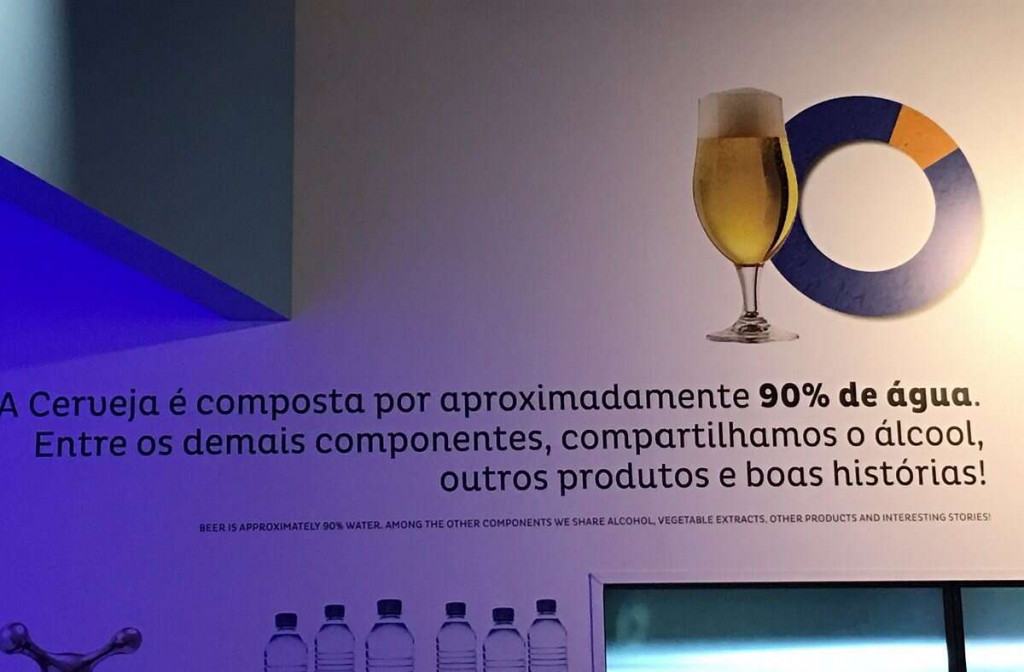 A Cerveja é composta por aproximadamente 90% de água.
Entre os demais componentes, compartilhamos o álcool,
outros produtos e boas histórias!
BEER IS APPROXIMATELY 90% WATER. AMONG THE OTHER COMPONENTS WE SHARE ALCOHOL, VEGETABLE EXTRACTS, OTHER PRODUCTS AND INTERESTING STORIES!